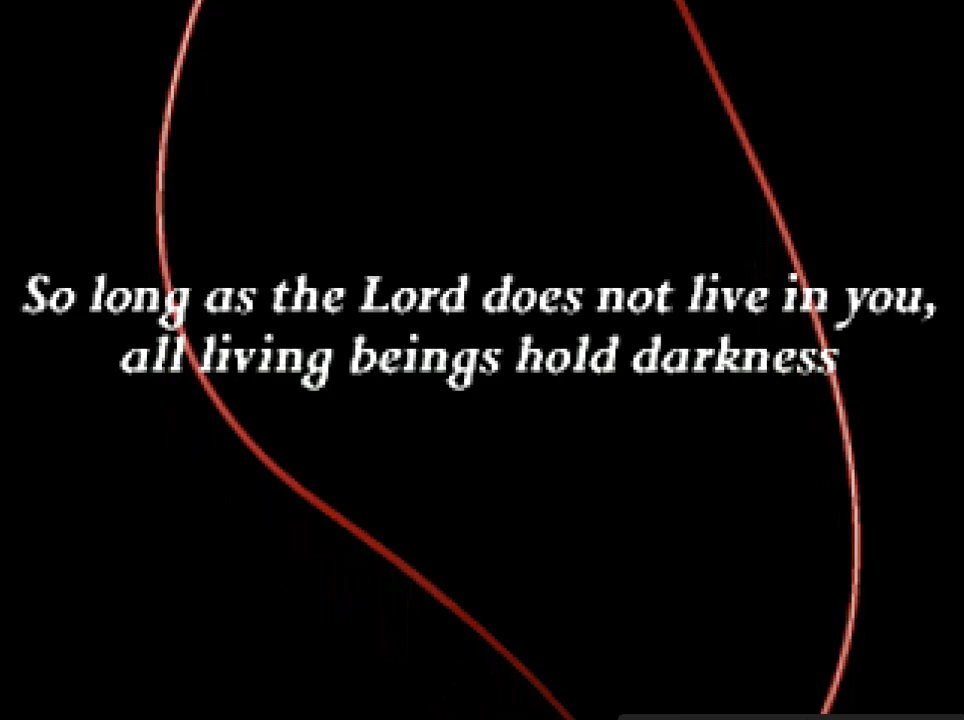 So long as the Lord does not live in you,
all living beings hold darkness